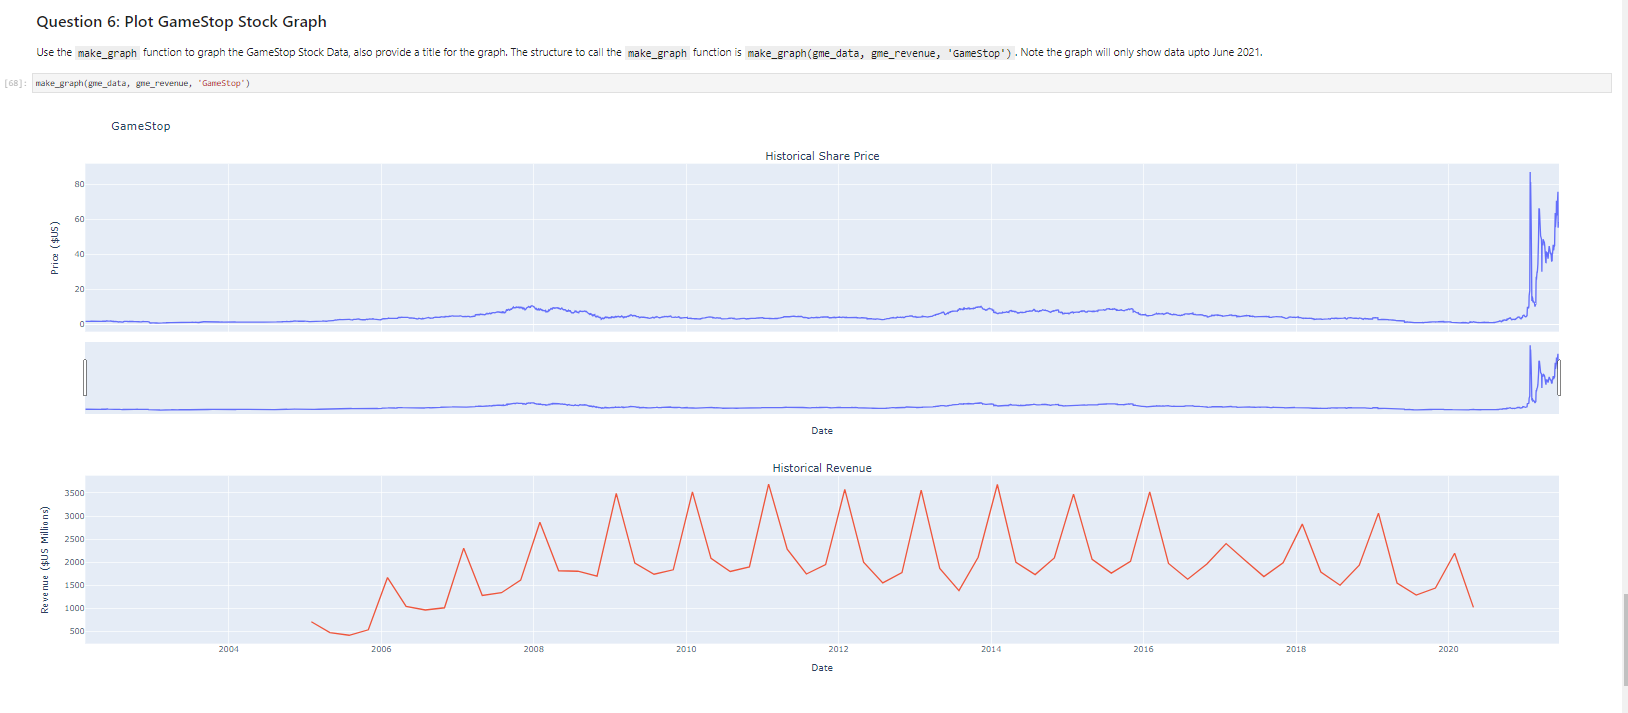 Question 6: Plot GameStop Stock Graph
Use the make_graph function to graph the GameStop Stock Data, also provide a title for the graph. The structure to call the make_graph function is make_graph(gme_data, gme_revenue, 'GameStop') . Note the graph will only show data upto June 2021.
[68]: make_graph(gme_data, gme_revenue, 'GameStop')
GameStop
Historical Share Price
80
60
40
20
0
Price ($US)
Date
Historical Revenue
3500
3000
2500
2000
1500
1000
500
Revenue ($US Millions)
2004 2006 2008 2010 2012 2014 2016 2018 2020
Date